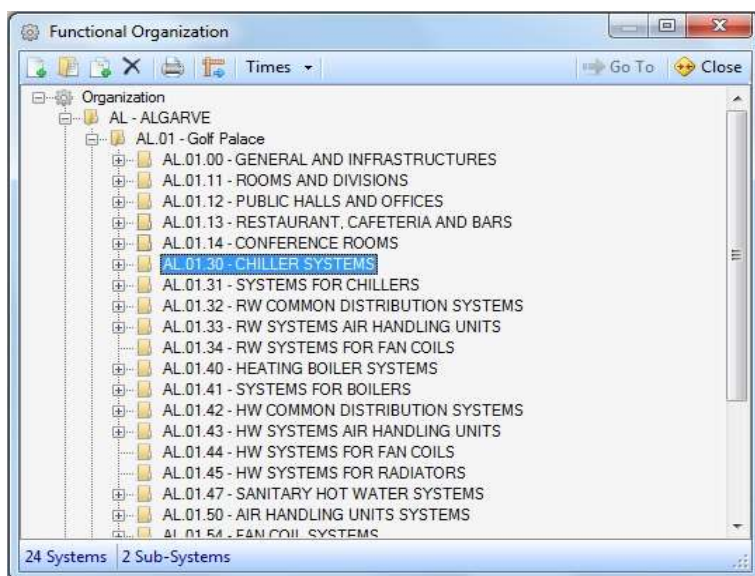 Functional Organization
Times Go To Close
Organization
AL - ALGARVE
AL.01 - Golf Palace
AL.01.00 - GENERAL AND INFRASTRUCTURES
AL.01.11 - ROOMS AND DIVISIONS
AL.01.12 - PUBLIC HALLS AND OFFICES
AL.01.13 - RESTAURANT, CAFETERIA AND BARS
AL.01.14 - CONFERENCE ROOMS
AL.01.30 - CHILLER SYSTEMS
AL.01.31 - SYSTEMS FOR CHILLERS
AL.01.32 - RW COMMON DISTRIBUTION SYSTEMS
AL.01.33 - RW SYSTEMS AIR HANDLING UNITS
AL.01.34 - RW SYSTEMS FOR FAN COILS
AL.01.40 - HEATING BOILER SYSTEMS
AL.01.41 - SYSTEMS FOR BOILERS
AL.01.42 - HW COMMON DISTRIBUTION SYSTEMS
AL.01.43 - HW SYSTEMS AIR HANDLING UNITS
AL.01.44 - HW SYSTEMS FOR FAN COILS
AL.01.45 - HW SYSTEMS FOR RADIATORS
AL.01.47 - SANITARY HOT WATER SYSTEMS
AL.01.50 - AIR HANDLING UNITS SYSTEMS
AL.01.54 - FAN COIL SYSTEMS
24 Systems 2 Sub-Systems